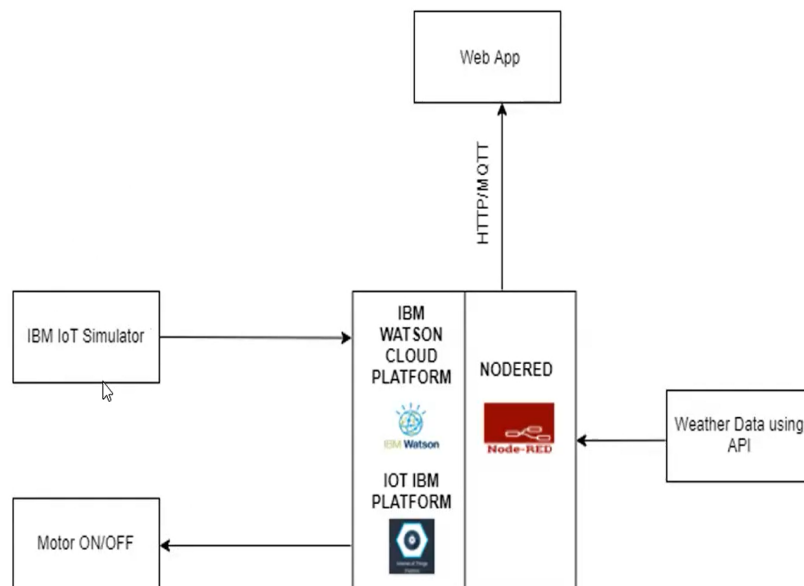 Web App
HTTP/MQTT
IBM IoT Simulator
IBM
WATSON
CLOUD
PLATFORM
IBM Watson
IOT IBM
PLATFORM
NODERED
Node-RED
Weather Data using
API
Motor ON/OFF